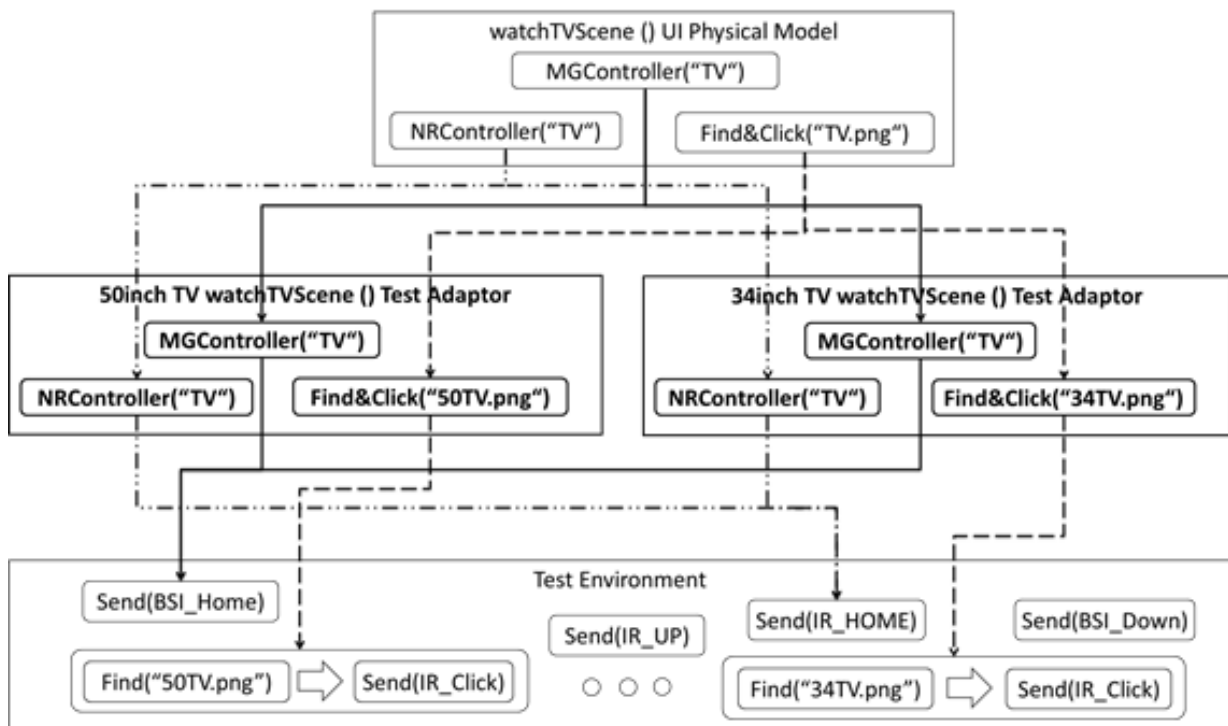 watchTVScene () UI Physical Model
MGController(“TV“)
NRController(“TV“)
Find&Click(“TV.png“)
50inch TV watchTVScene () Test Adaptor
MGController(“TV“)
NRController(“TV“)
Find&Click(“50TV.png“)
34inch TV watchTVScene () Test Adaptor
MGController(“TV“)
NRController(“TV“)
Find&Click(“34TV.png“)
Test Environment
Send(BSI_Home)
Send(IR_UP)
Send(IR_HOME)
Send(BSI_Down)
Find(“50TV.png“)
Send(IR_Click)
Find(“34TV.png“)
Send(IR_Click)